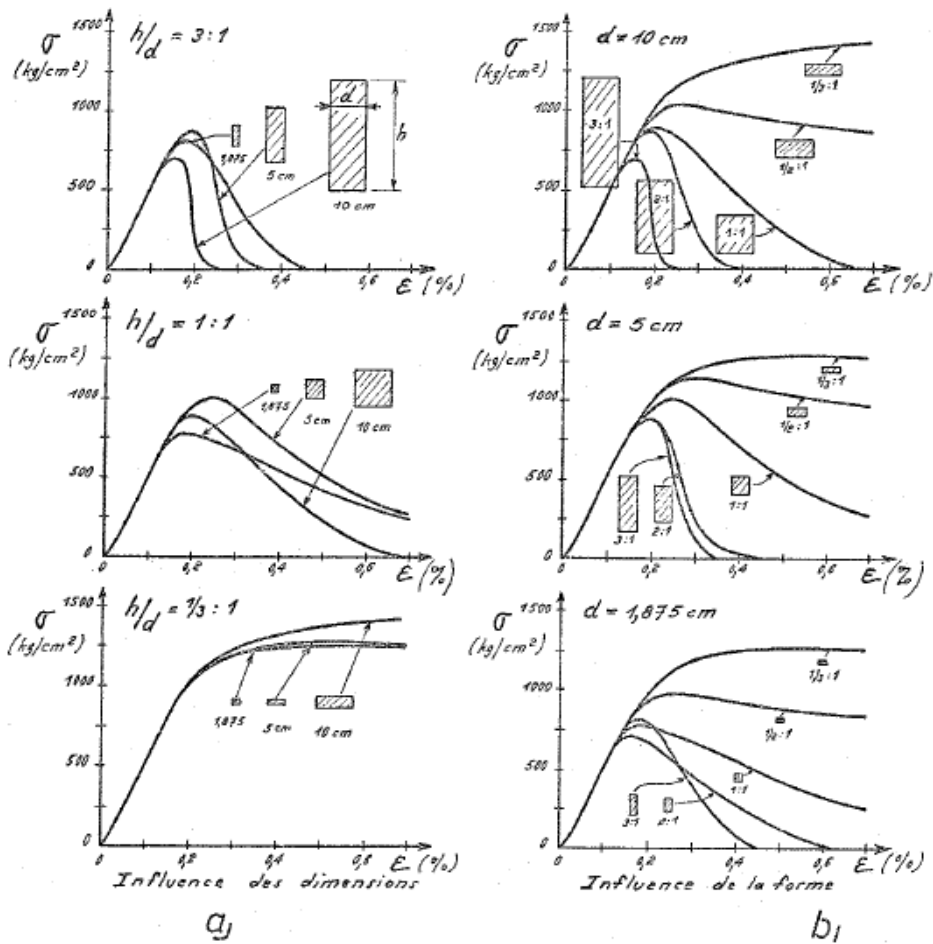 σ
(kg/cm²)
h/d = 3:1
1500
1000
500
0
0
0,2
0,4
0,6
ε (%)
1,875
5 cm
10 cm
d
h
σ
(kg/cm²)
d = 10 cm
1500
1000
500
0
0
0,2
0,4
0,6
ε (%)
3:1
2:1
1:1
1/2:1
1/3:1
σ
(kg/cm²)
h/d = 1:1
1500
1000
500
0
0
0,2
0,4
0,6
ε (%)
1,875
5 cm
10 cm
σ
(kg/cm²)
d = 5 cm
1500
1000
500
0
0
0,2
0,4
0,6
ε (%)
3:1
2:1
1:1
1/2:1
1/3:1
σ
(kg/cm²)
h/d = 1/3:1
1500
1000
500
0
0
0,2
0,4
0,6
ε (%)
1,875
5 cm
10 cm
Influence des dimensions
a)
σ
(kg/cm²)
d = 1,875 cm
1500
1000
500
0
0
0,2
0,4
0,6
ε (%)
3:1
2:1
1:1
1/2:1
1/3:1
Influence de la forme
b)